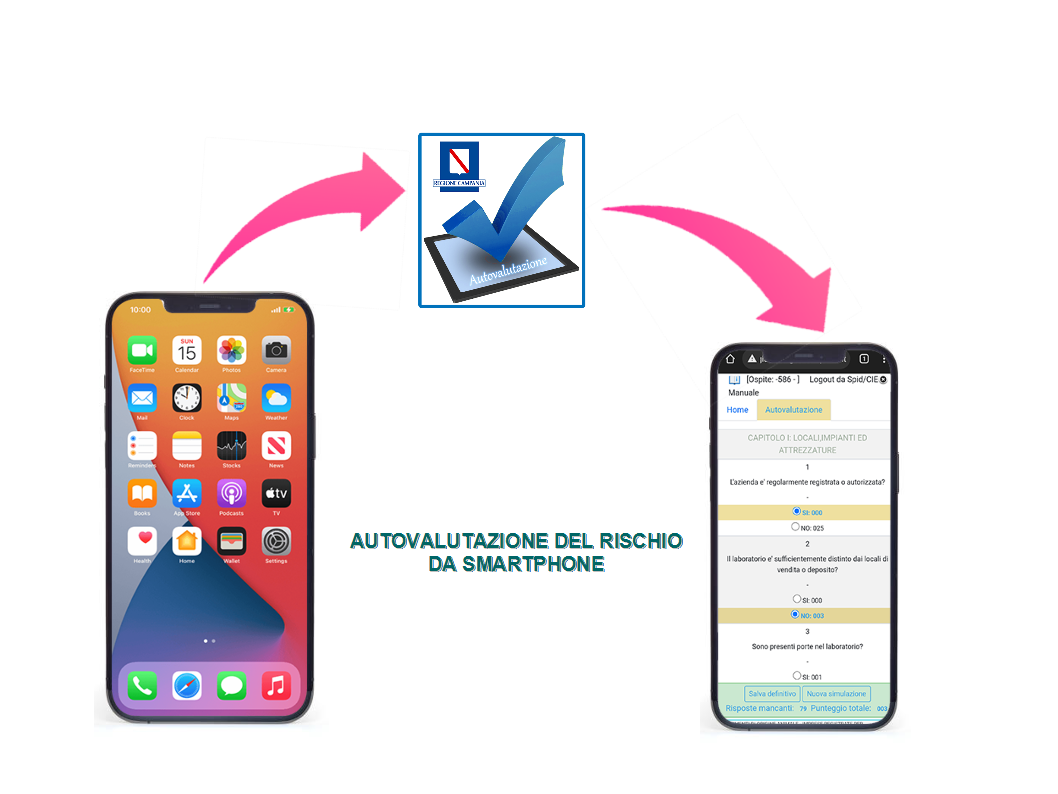 REGIONE CAMPANIA
Autovalutazione
10:00
FaceTime
SUN
15
Calendar
Photos
Camera
Mail
Clock
Maps
Weather
Reminders
Notes
Stocks
News
Books
App Store
Podcasts
tv
TV
Health
Home
Wallet
Settings
AUTOVALUTAZIONE DEL RISCHIO
DA SMARTPHONE
1
[Ospite: -586 - ] Logout da Spid/CIE
Manuale
Home Autovalutazione
CAPITOLO I: LOCALI,IMPIANTI ED
ATTREZZATURE
1
L'azienda e' regolarmente registrata o autorizzata?
-
SI: 000
NO: 025
2
Il laboratorio e' sufficientemente distinto dai locali di
vendita o deposito?
-
SI: 000
NO: 003
3
Sono presenti porte nel laboratorio?
-
SI: 001
Salva definitivo Nuova simulazione
Risposte mancanti: 79 Punteggio totale: 003